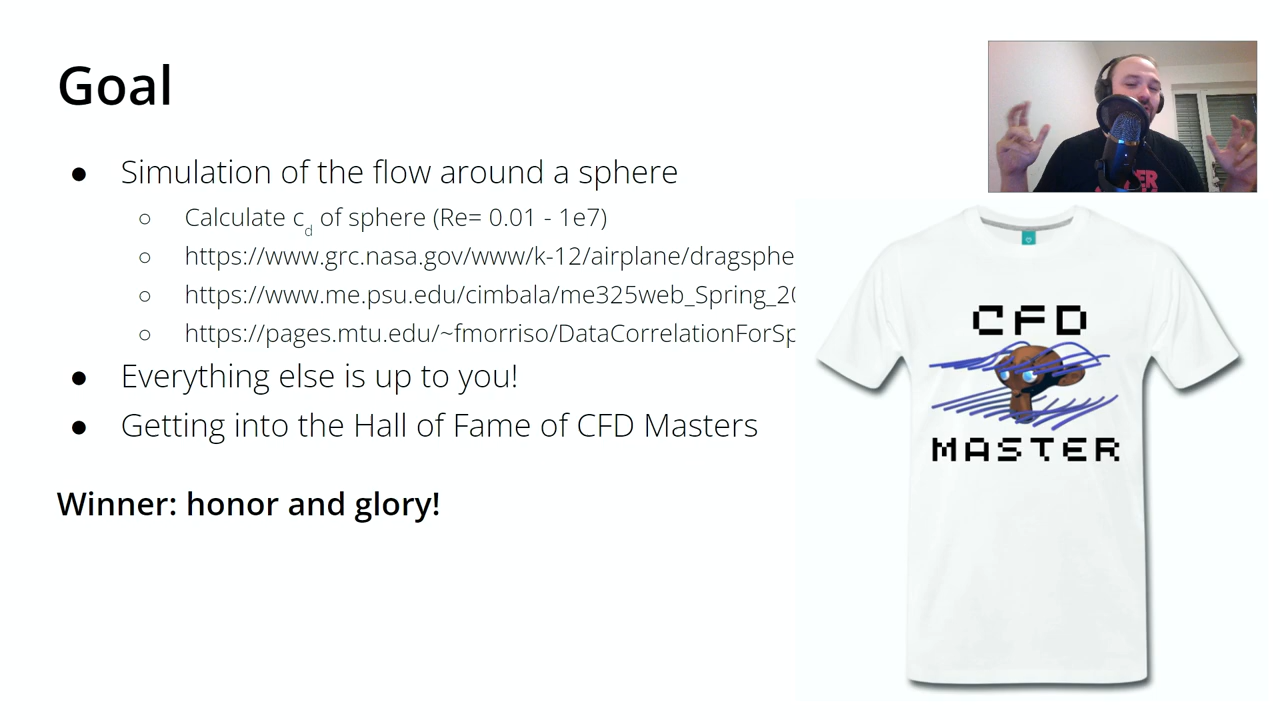 Goal
● Simulation of the flow around a sphere
○ Calculate cd of sphere (Re= 0.01 - 1e7)
○ https://www.grc.nasa.gov/www/k-12/airplane/dragsphe
○ https://www.me.psu.edu/cimbala/me325web_Spring_20
○ https://pages.mtu.edu/~fmorriso/DataCorrelationForSp
● Everything else is up to you!
● Getting into the Hall of Fame of CFD Masters
Winner: honor and glory!
CFD
MASTER